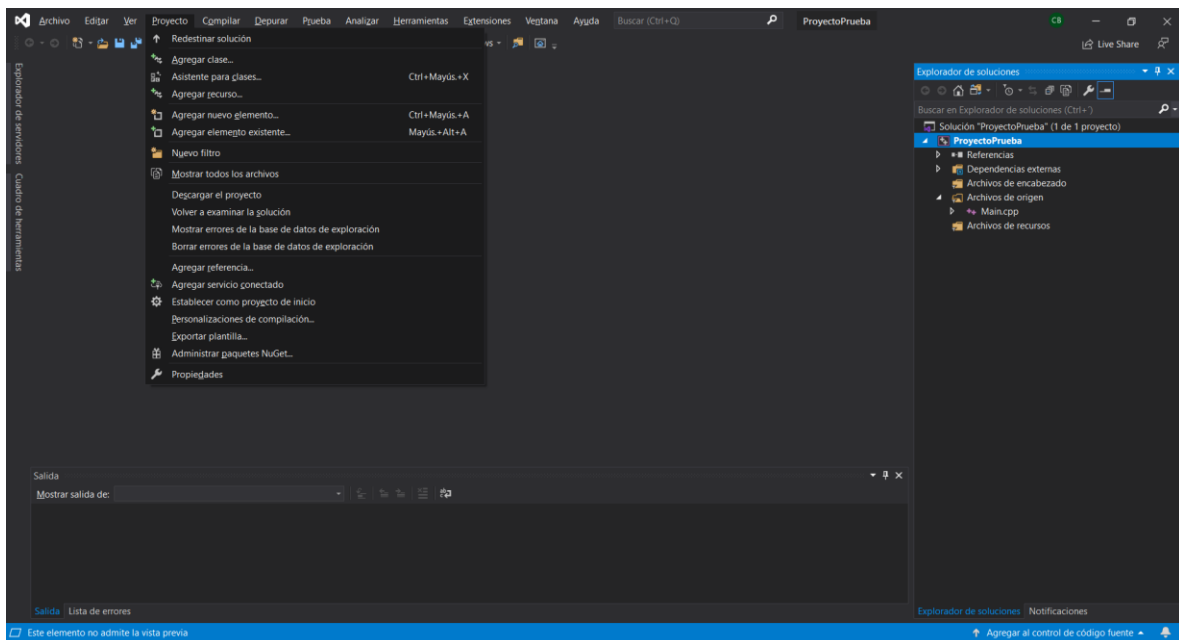 Archivo Editar Ver Proyecto Compilar Depurar Prueba Analizar Herramientas Extensiones Ventana Ayuda Buscar (Ctrl+Q) ProyectoPrueba CB
Live Share
Explorador de servidores
Cuadro de herramientas
Redestinar solución
Agregar clase...
Asistente para clases... Ctrl+Mayús.+X
Agregar recurso...
Agregar nuevo elemento... Ctrl+Mayús.+A
Agregar elemento existente... Mayús.+Alt+A
Nuevo filtro
Mostrar todos los archivos
Descargar el proyecto
Volver a examinar la solución
Mostrar errores de la base de datos de exploración
Borrar errores de la base de datos de exploración
Agregar referencia...
Agregar servicio conectado
Establecer como proyecto de inicio
Personalizaciones de compilación...
Exportar plantilla...
Administrar paquetes NuGet...
Propiedades
Explorador de soluciones
Buscar en Explorador de soluciones (Ctrl+¨)
Solución "ProyectoPrueba" (1 de 1 proyecto)
ProyectoPrueba
Referencias
Dependencias externas
Archivos de encabezado
Archivos de origen
Main.cpp
Archivos de recursos
Salida
Mostrar salida de:
Salida Lista de errores
Explorador de soluciones Notificaciones
Este elemento no admite la vista previa
Agregar al control de código fuente